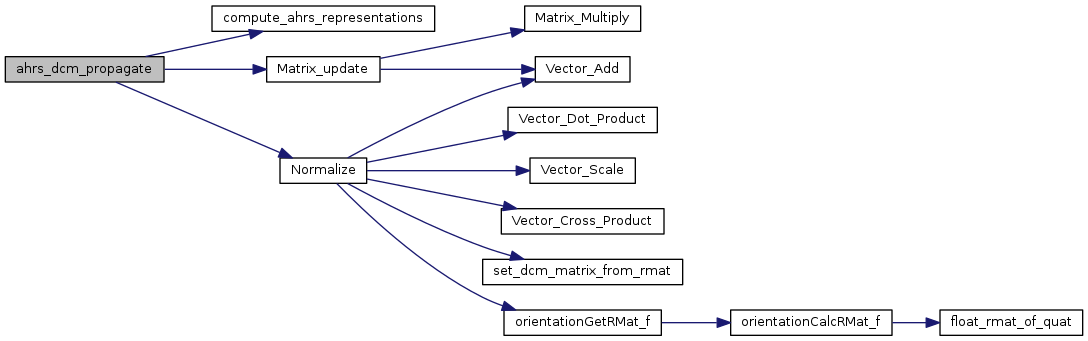 compute_ahrs_representations
Matrix_Multiply
ahrs_dcm_propagate
Matrix_update
Vector_Add
Vector_Dot_Product
Normalize
Vector_Scale
Vector_Cross_Product
set_dcm_matrix_from_rmat
orientationGetRMat_f
orientationCalcRMat_f
float_rmat_of_quat